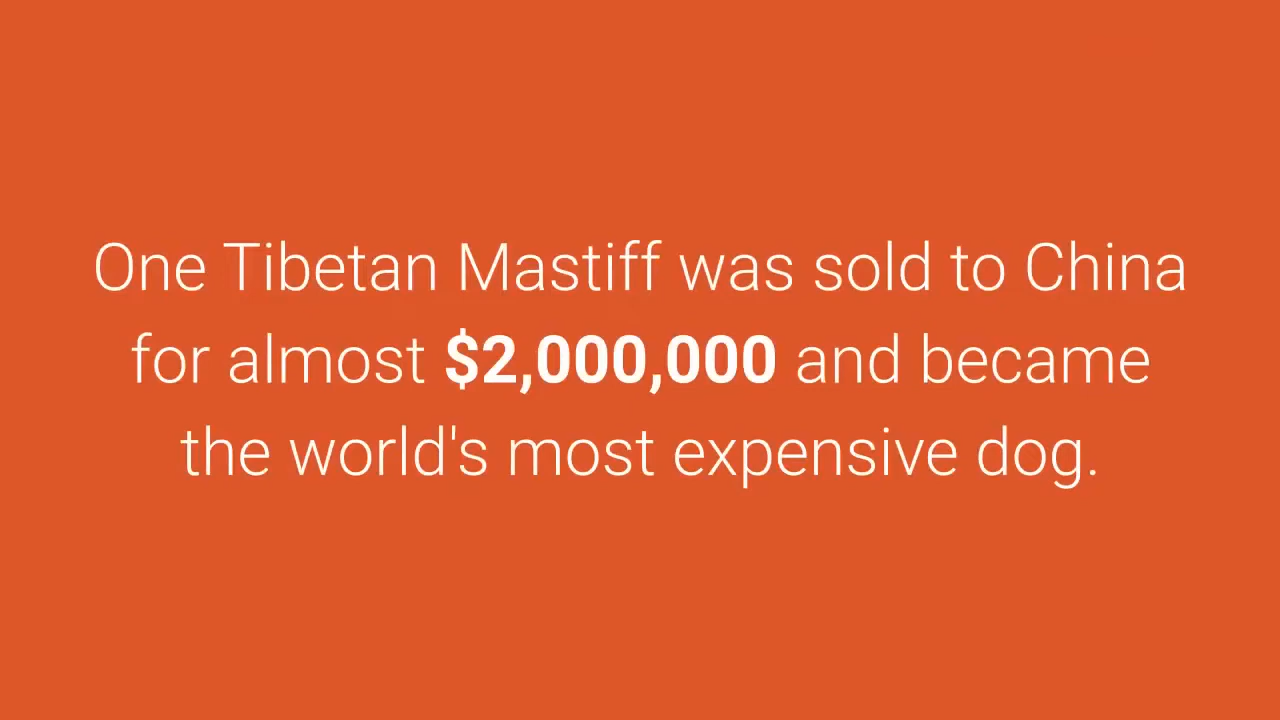 One Tibetan Mastiff was sold to China
for almost $2,000,000 and became
the world's most expensive dog.